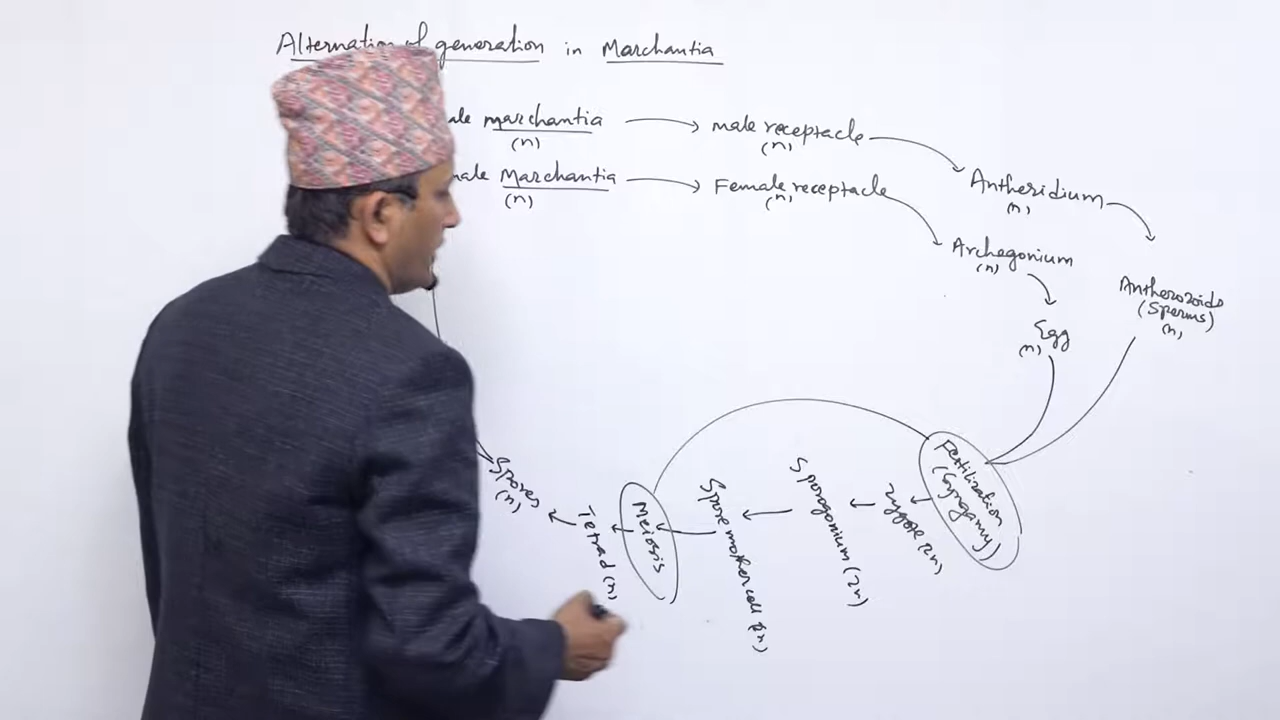 Alternation of generation in Marchantia
ale marchantia (n) → male receptacle (n)
male Marchantia (n) → Female receptacle (n)
Antheridium (n)
Archegonium (n)
Antherozoids (Sperms) (n)
Egg (n)
Fertilization (Syngamy)
Zygote (2n)
Sporogonium (2n)
Spore mother cell (2n)
Meiosis
Tetrad (n)
Spores (n)